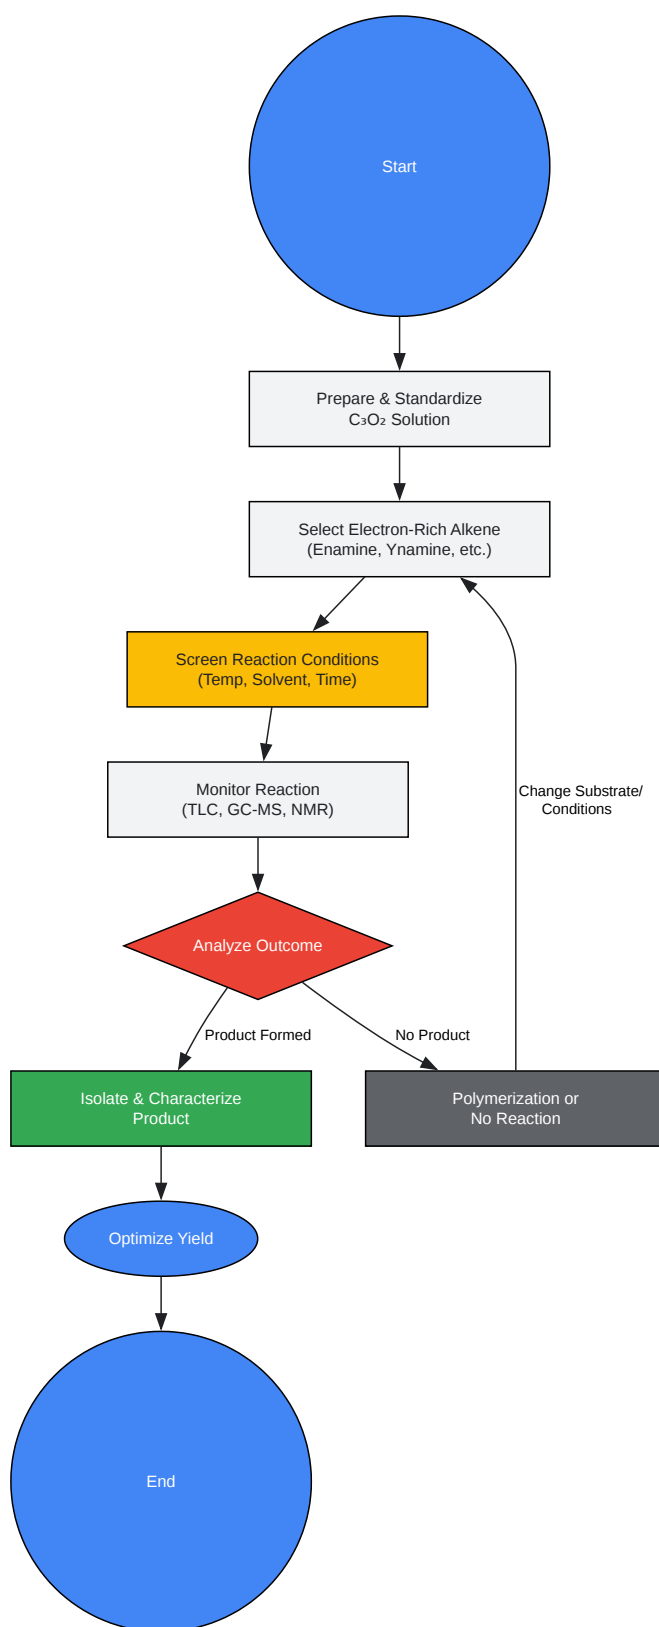 Start
Prepare & Standardize
C₃O₂ Solution
Select Electron-Rich Alkene
(Enamine, Ynamine, etc.)
Screen Reaction Conditions
(Temp, Solvent, Time)
Monitor Reaction
(TLC, GC-MS, NMR)
Change Substrate/
Conditions
Analyze Outcome
Product Formed
No Product
Isolate & Characterize
Product
Polymerization or
No Reaction
Optimize Yield
End